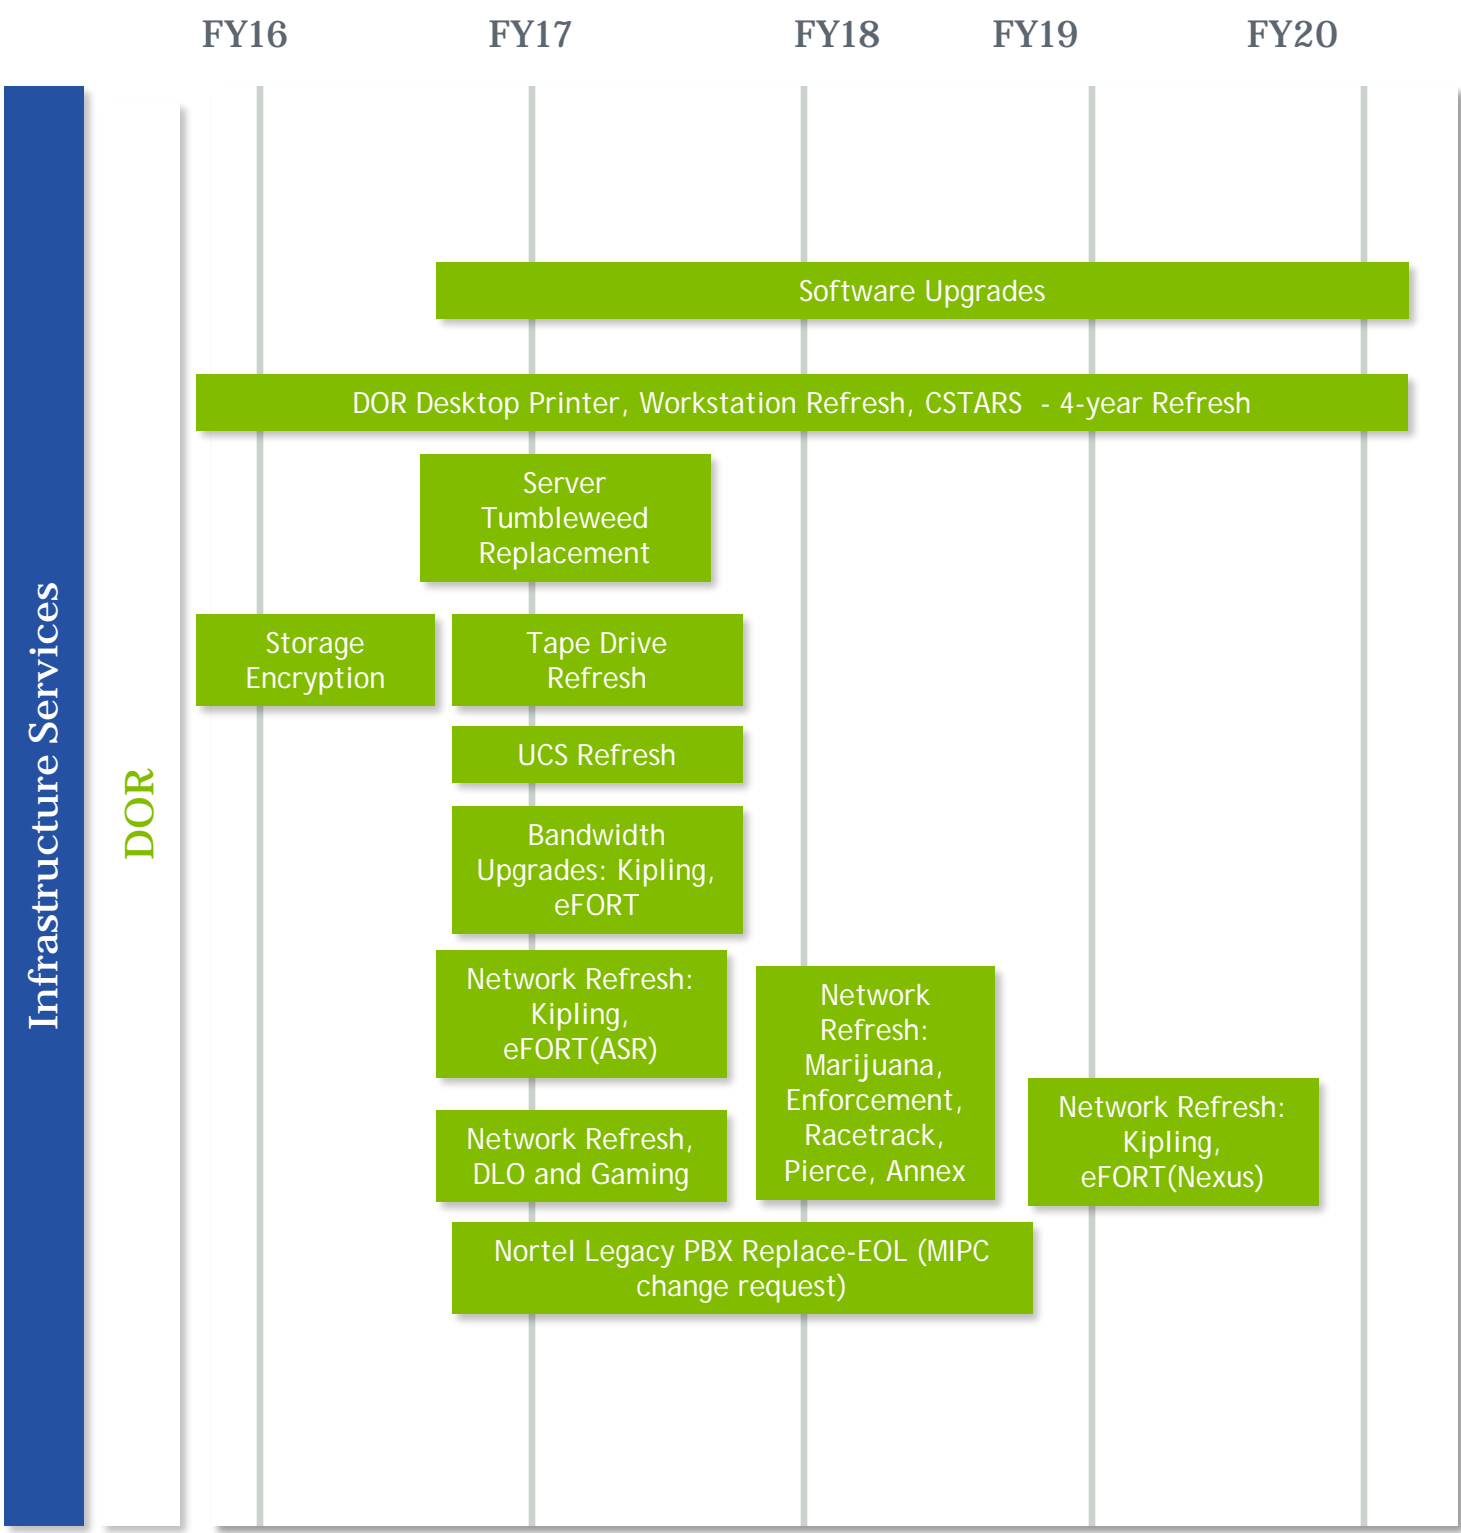 FY16 FY17 FY18 FY19 FY20
Infrastructure Services
DOR
Software Upgrades
DOR Desktop Printer, Workstation Refresh, CSTARS - 4-year Refresh
Server
Tumbleweed
Replacement
Storage
Encryption
Tape Drive
Refresh
UCS Refresh
Bandwidth
Upgrades: Kipling,
eFORT
Network Refresh:
Kipling,
eFORT(ASR)
Network
Refresh:
Marijuana,
Enforcement,
Racetrack,
Pierce, Annex
Network Refresh:
Kipling,
eFORT(Nexus)
Network Refresh,
DLO and Gaming
Nortel Legacy PBX Replace-EOL (MIPC
change request)